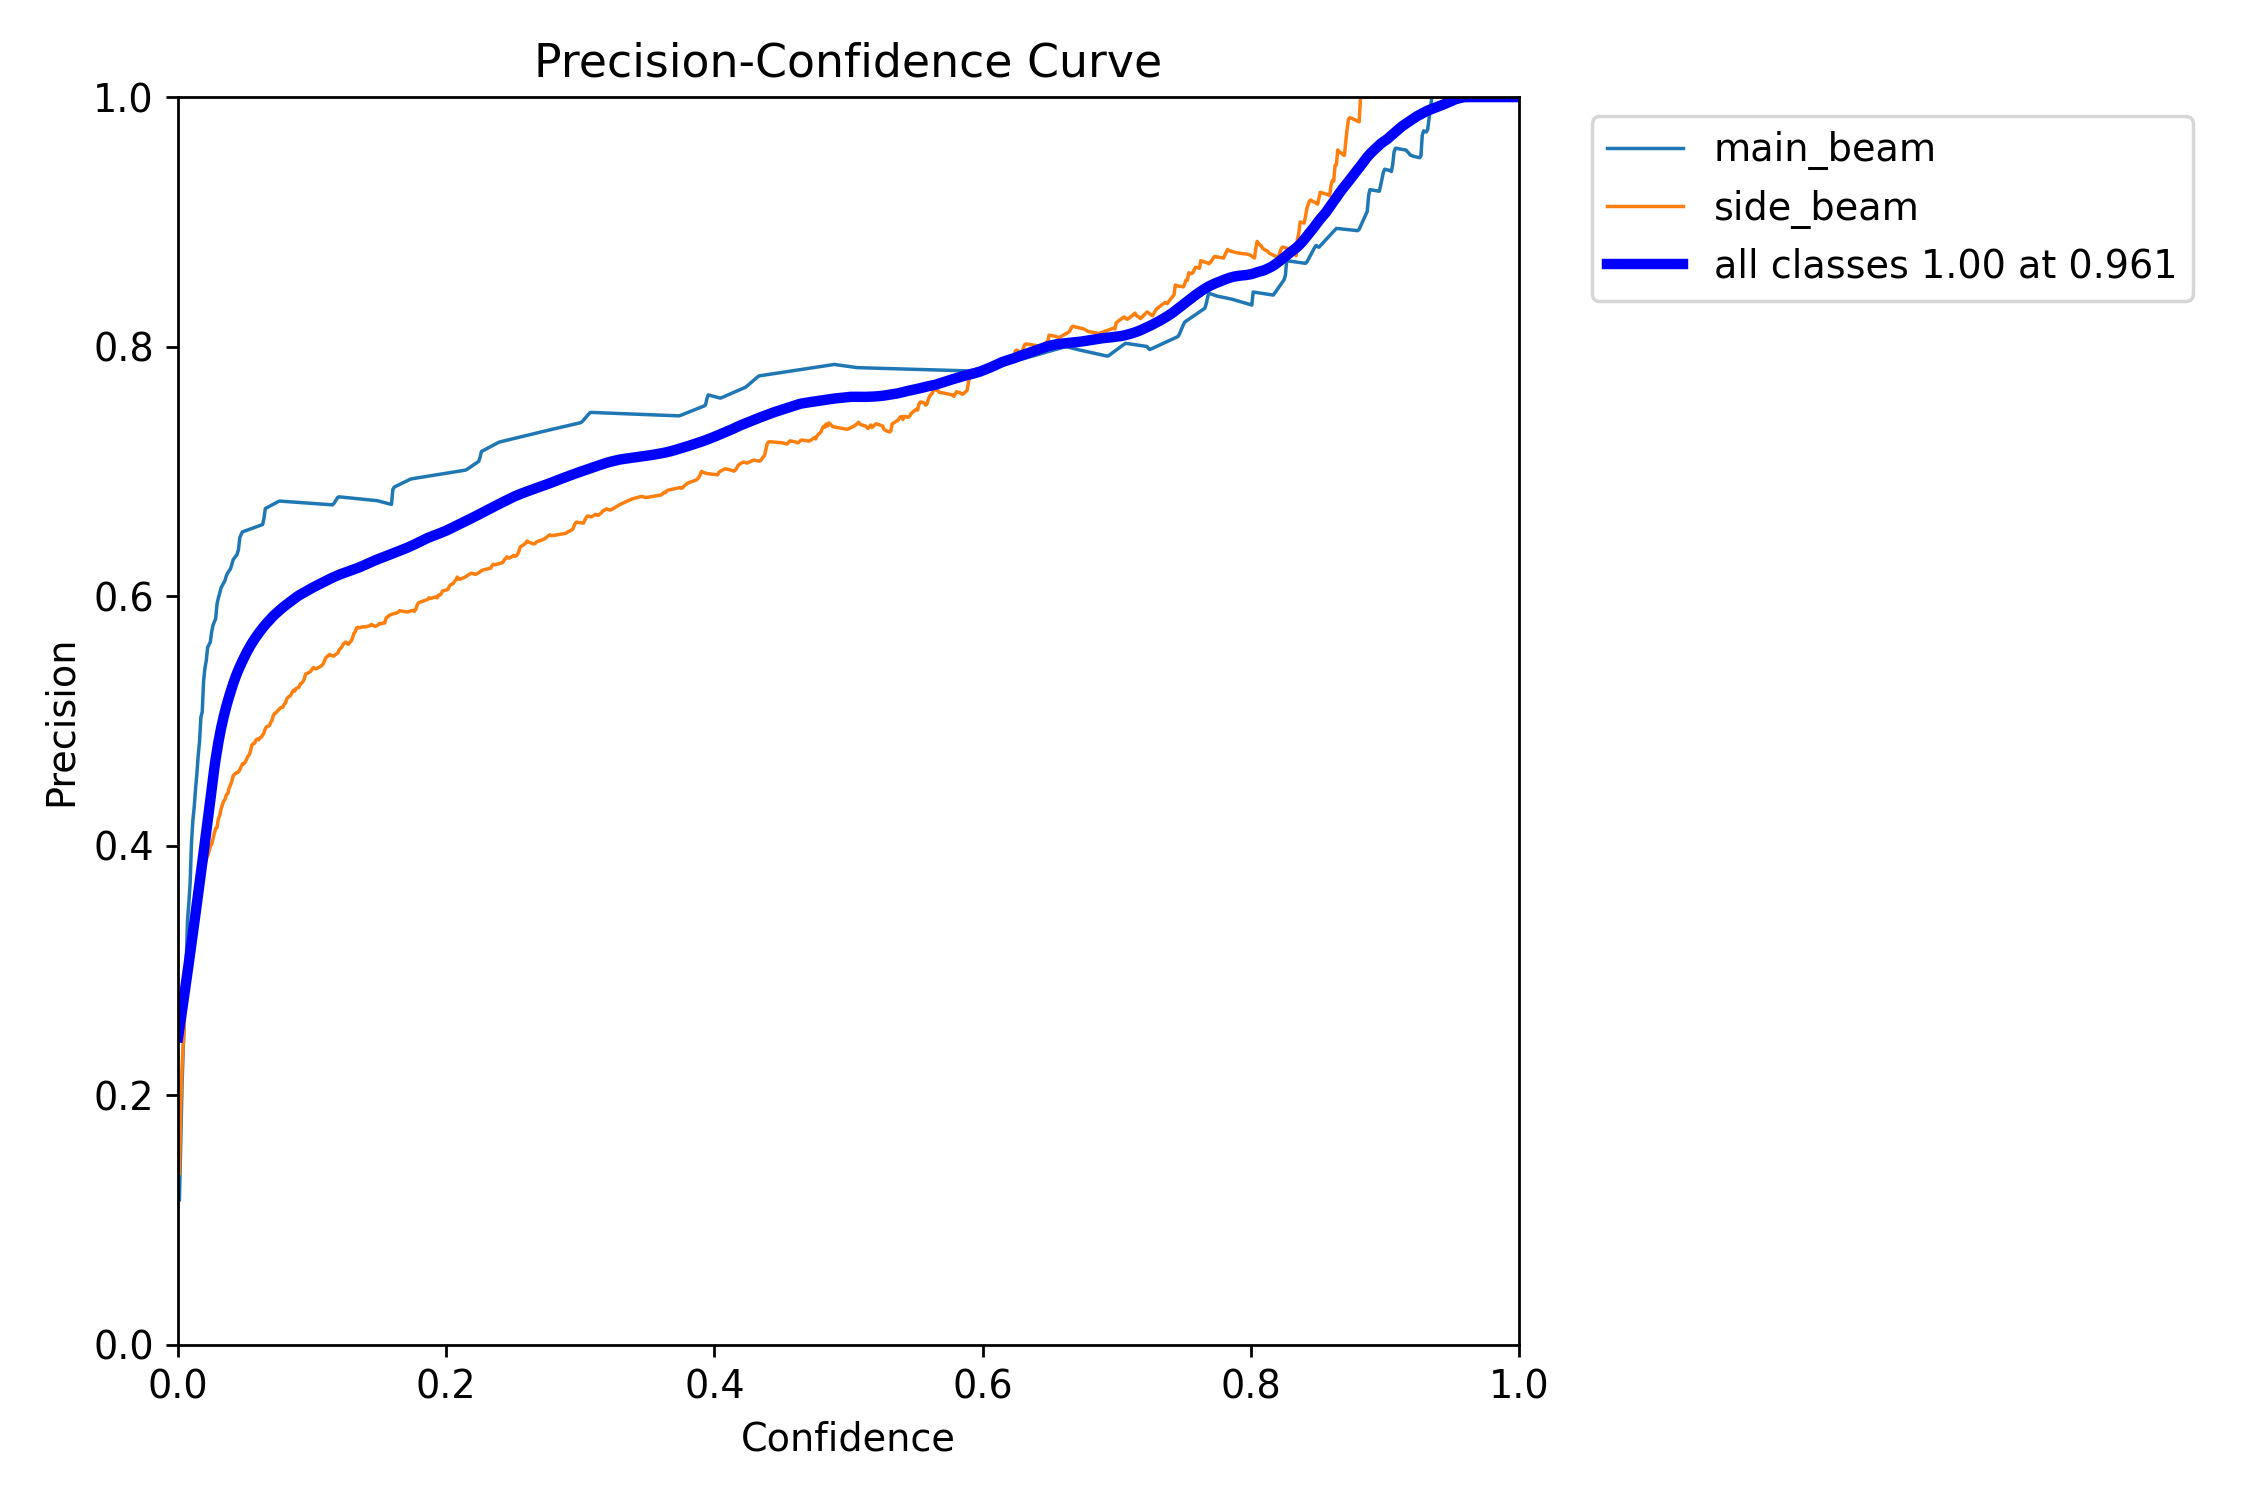 Precision-Confidence Curve
1.0
0.8
0.6
0.4
0.2
0.0
Precision
0.0 0.2 0.4 0.6 0.8 1.0
Confidence
main_beam
side_beam
all classes 1.00 at 0.961